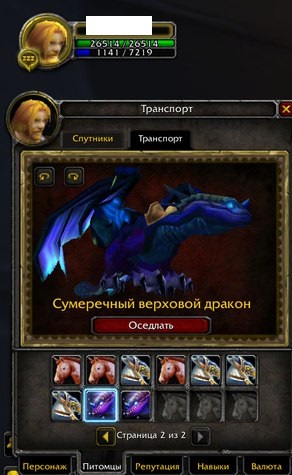 26514 / 26514
1141 / 7219
zzz
Транспорт
Спутники
Транспорт
Сумеречный верховой дракон
Оседлать
Страница 2 из 2
Персонаж
Питомцы
Репутация
Навыки
Валюта